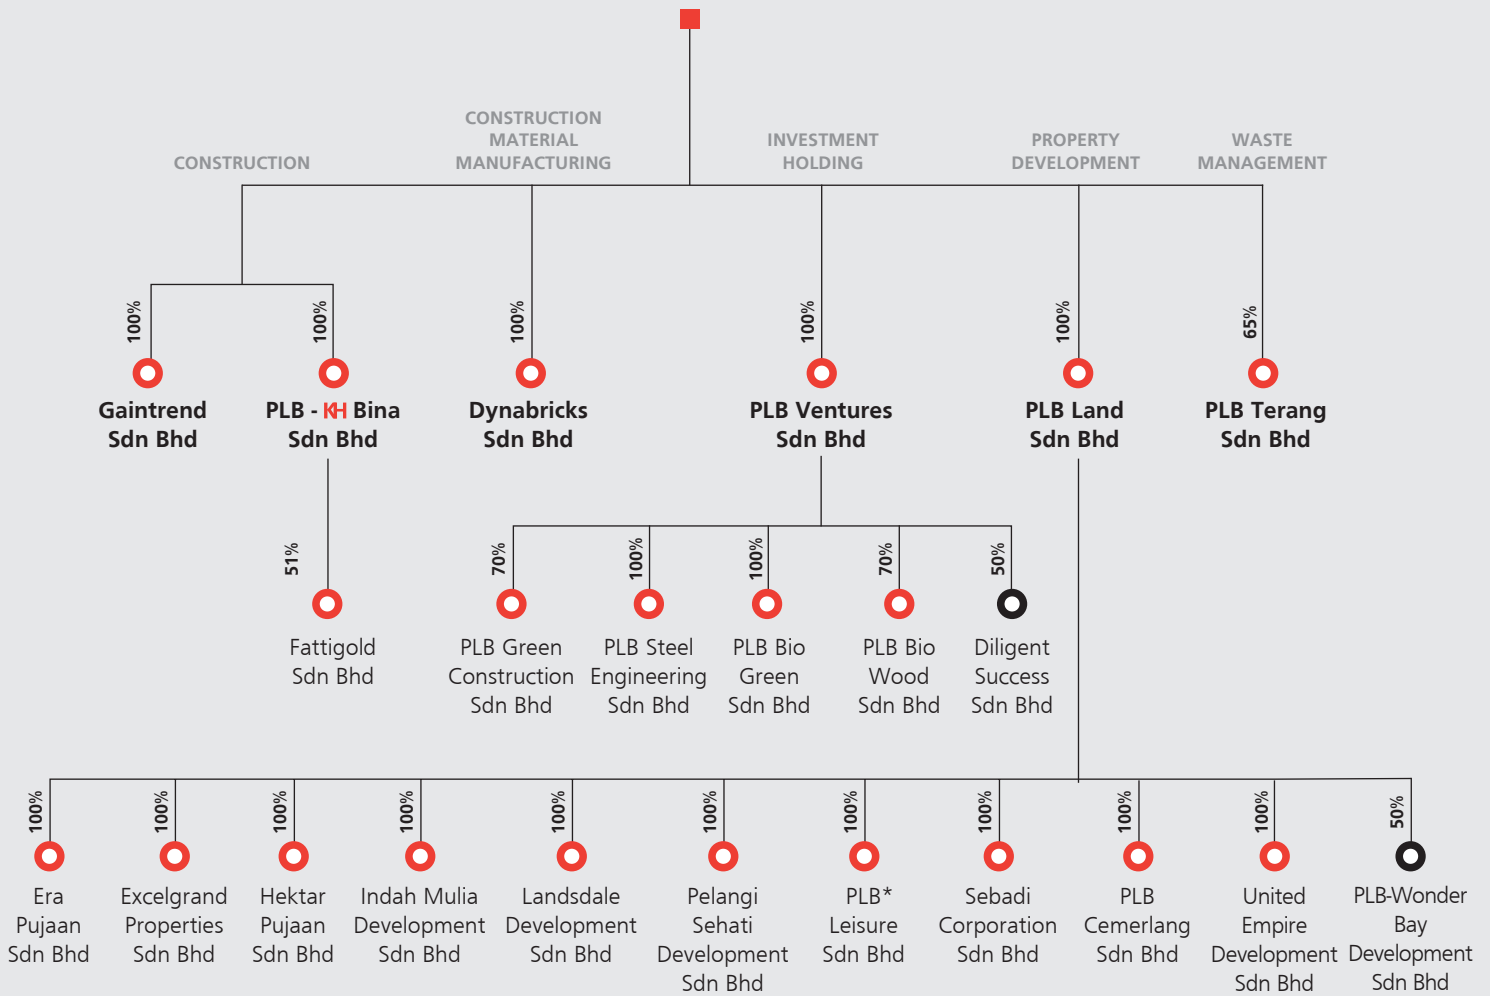 CONSTRUCTION
CONSTRUCTION
MATERIAL
MANUFACTURING
INVESTMENT
HOLDING
PROPERTY
DEVELOPMENT
WASTE
MANAGEMENT
100%
100%
100%
100%
100%
65%
Gaintrend
Sdn Bhd
PLB - KH Bina
Sdn Bhd
Dynabricks
Sdn Bhd
PLB Ventures
Sdn Bhd
PLB Land
Sdn Bhd
PLB Terang
Sdn Bhd
51%
70%
100%
100%
70%
50%
Fattigold
Sdn Bhd
PLB Green
Construction
Sdn Bhd
PLB Steel
Engineering
Sdn Bhd
PLB Bio
Green
Sdn Bhd
PLB Bio
Wood
Sdn Bhd
Diligent
Success
Sdn Bhd
100%
100%
100%
100%
100%
100%
100%
100%
100%
100%
50%
Era
Pujaan
Sdn Bhd
Excelgrand
Properties
Sdn Bhd
Hektar
Pujaan
Sdn Bhd
Indah Mulia
Development
Sdn Bhd
Landsdale
Development
Sdn Bhd
Pelangi
Sehati
Development
Sdn Bhd
PLB*
Leisure
Sdn Bhd
Sebadi
Corporation
Sdn Bhd
PLB
Cemerlang
Sdn Bhd
United
Empire
Development
Sdn Bhd
PLB-Wonder
Bay
Development
Sdn Bhd